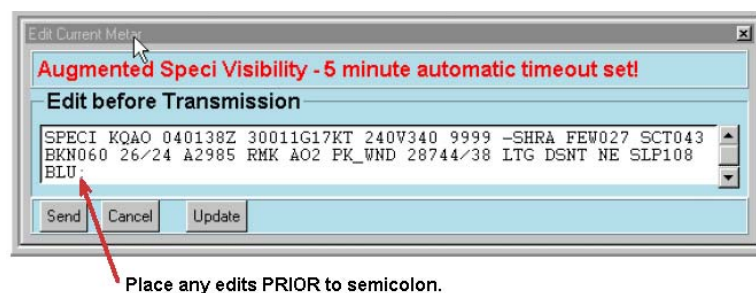 Edit Current Metar
Augmented Speci Visibility - 5 minute automatic timeout set!
Edit before Transmission
SPECI KQAO 040138Z 30011G17KT 240V340 9999 -SHRA FEW027 SCT043
BKN060 26/24 A2985 RMK AO2 PK_WND 28744/38 LTG DSNT NE SLP108
BLU;
Send Cancel Update
Place any edits PRIOR to semicolon.